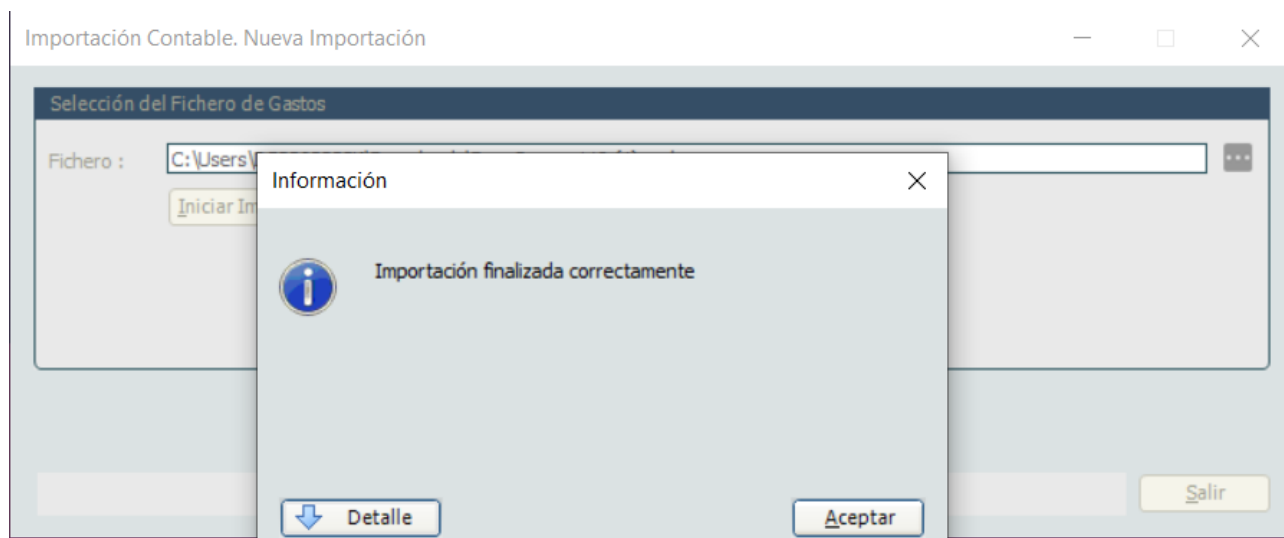 Importación Contable. Nueva Importación
Selección del Fichero de Gastos
Fichero :
C:\Users\
Iniciar Im
Información
Importación finalizada correctamente
Detalle
Aceptar
Salir